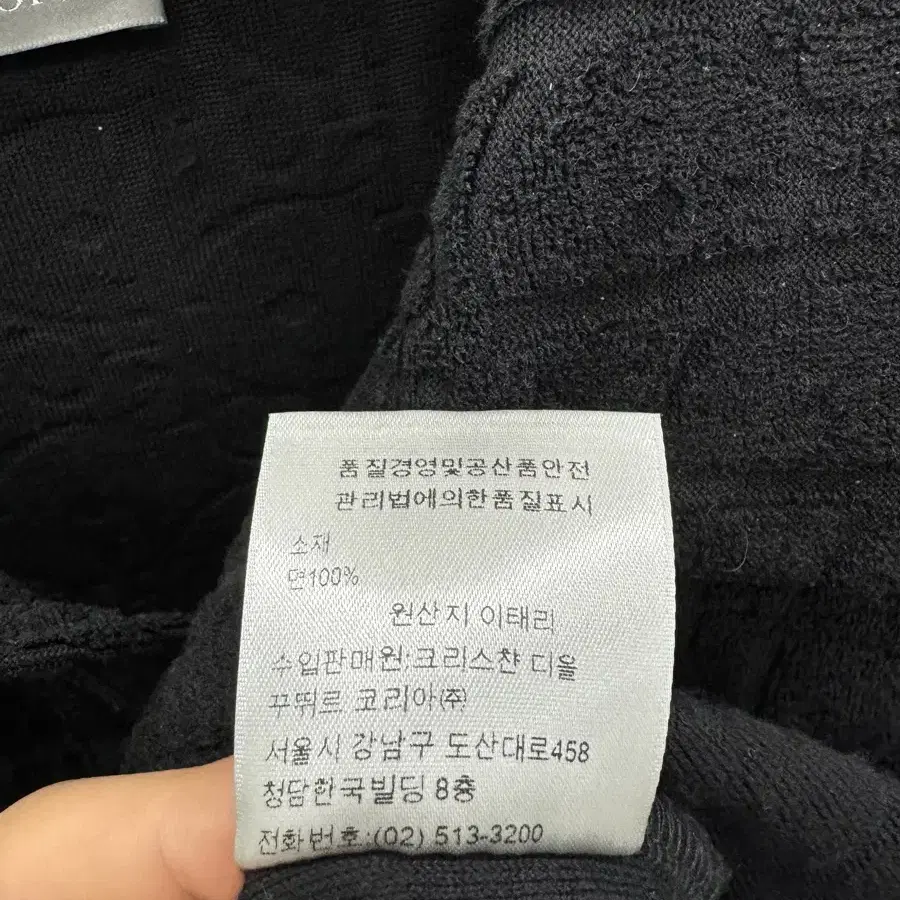 품질경영및공산품안전
관리법에의한품질표시
소재
면100%
원산지 이태리
수입판매원:크리스챤 디올
꾸뛰르 코리아(주)
서울시 강남구 도산대로458
청담한국빌딩 8층
전화번호:(02) 513-3200